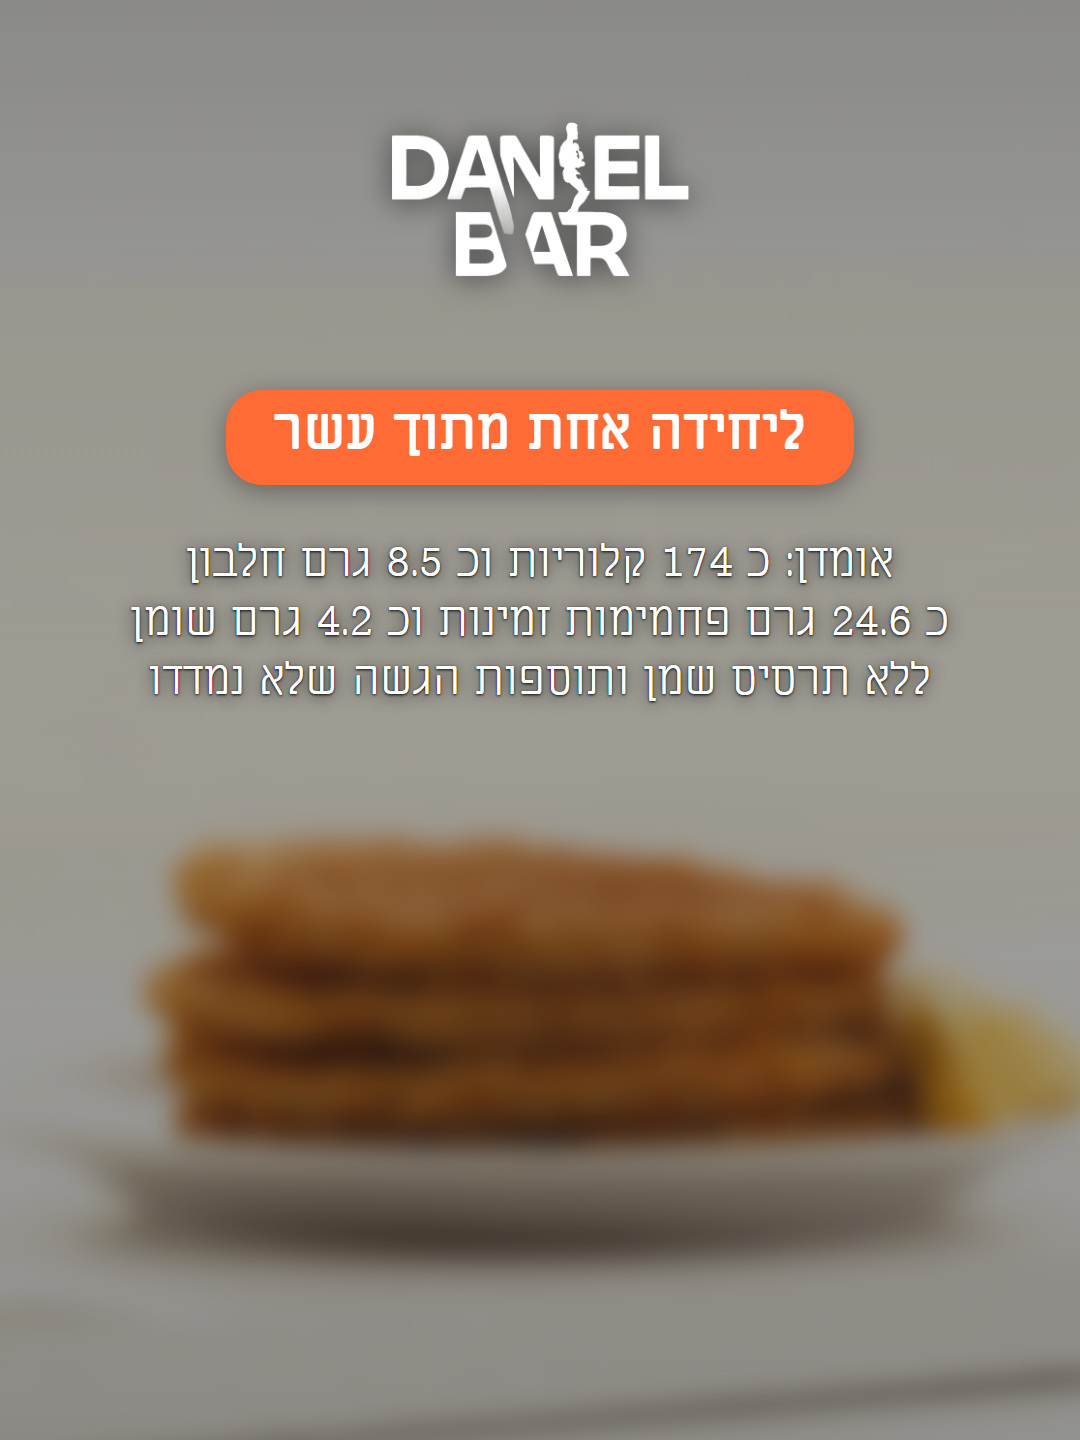 DANIEL
BAR
ליחידה אחת מתוך עשר
אומדן: כ 174 קלוריות וכ 8.5 גרם חלבון
כ 24.6 גרם פחמימות זמינות וכ 4.2 גרם שומן
ללא תרסיס שמן ותוספות הגשה שלא נמדדו